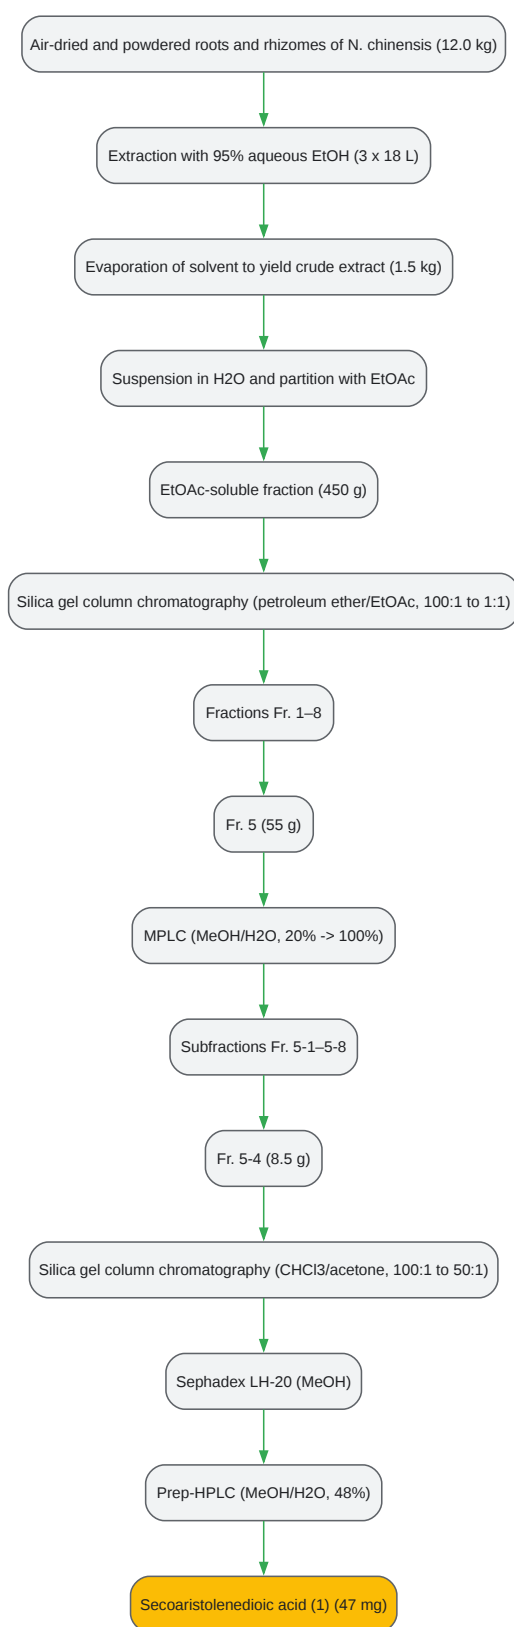 Air-dried and powdered roots and rhizomes of N. chinensis (12.0 kg)
Extraction with 95% aqueous EtOH (3 x 18 L)
Evaporation of solvent to yield crude extract (1.5 kg)
Suspension in H2O and partition with EtOAc
EtOAc-soluble fraction (450 g)
Silica gel column chromatography (petroleum ether/EtOAc, 100:1 to 1:1)
Fractions Fr. 1–8
Fr. 5 (55 g)
MPLC (MeOH/H2O, 20% -> 100%)
Subfractions Fr. 5-1–5-8
Fr. 5-4 (8.5 g)
Silica gel column chromatography (CHCl3/acetone, 100:1 to 50:1)
Sephadex LH-20 (MeOH)
Prep-HPLC (MeOH/H2O, 48%)
Secoaristolenedioic acid (1) (47 mg)